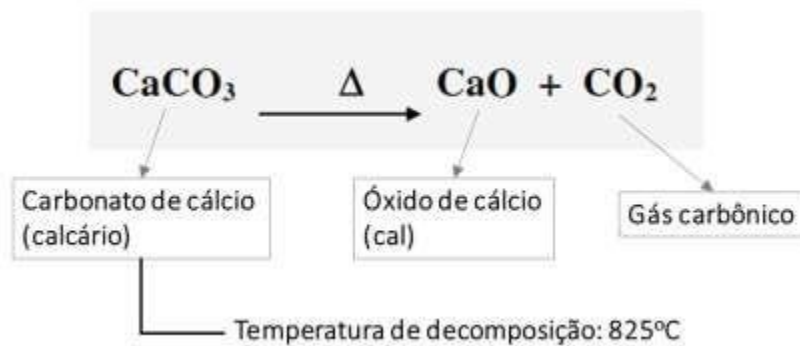 CaCO₃ Δ CaO + CO₂
Carbonato de cálcio
(calcário)
Óxido de cálcio
(cal)
Gás carbônico
Temperatura de decomposição: 825ºC